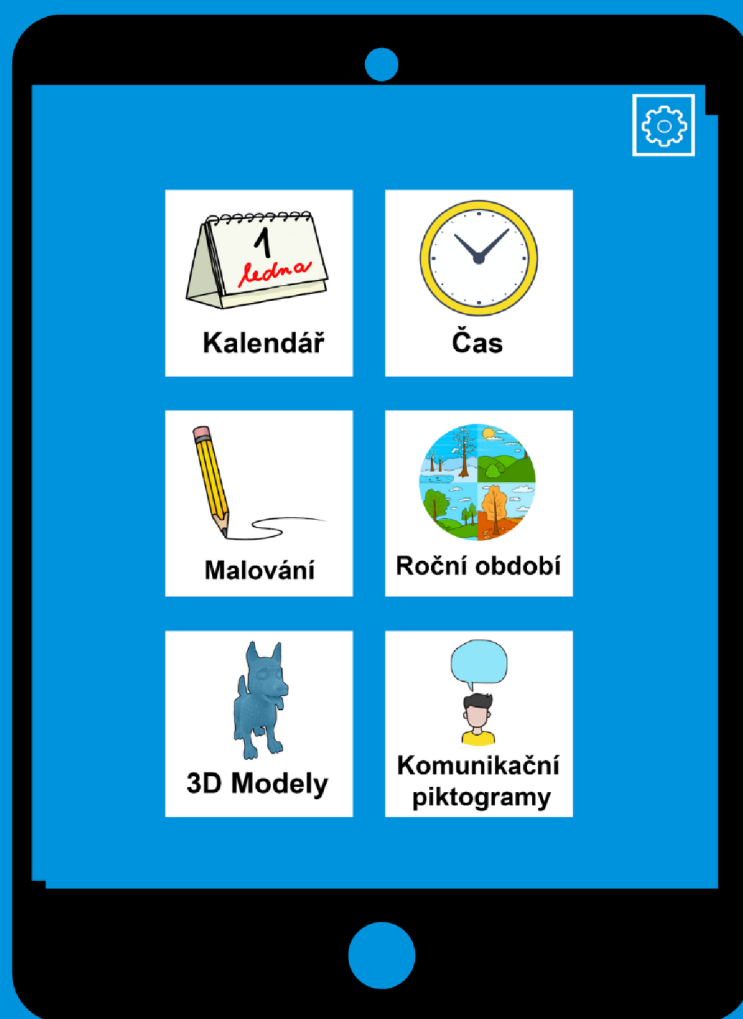 1
ledna
Kalendář
Čas
Malování
Roční období
3D Modely
Komunikační
piktogramy